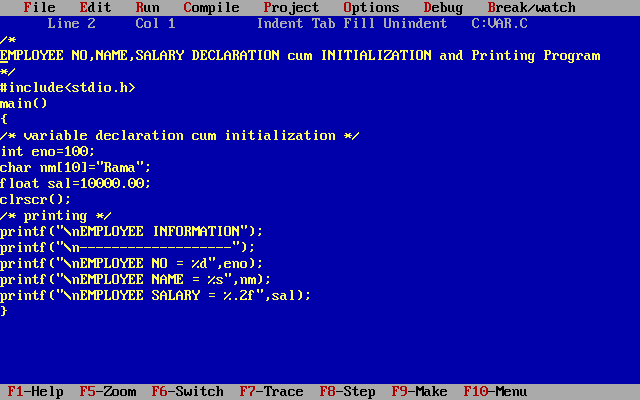 File Edit Run Compile Project Options Debug Break/watch
Line 2 Col 1 Indent Tab Fill Unindent C:VAR.C
/*
EMPLOYEE NO,NAME,SALARY DECLARATION cum INITIALIZATION and Printing Program
*/
#include<stdio.h>
main()
{
/* variable declaration cum initialization */
int eno=100;
char nm[10]="Rama";
float sal=10000.00;
clrscr();
/* printing */
printf("\nEMPLOYEE INFORMATION");
printf("\n-------------------");
printf("\nEMPLOYEE NO = %d",eno);
printf("\nEMPLOYEE NAME = %s",nm);
printf("\nEMPLOYEE SALARY = %.2f",sal);
}
F1-Help F5-Zoom F6-Switch F7-Trace F8-Step F9-Make F10-Menu